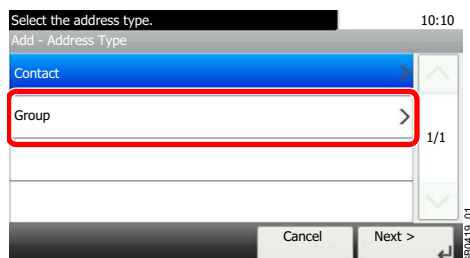 Select the address type. 10:10
Add - Address Type
Contact
Group
1/1
Cancel Next >